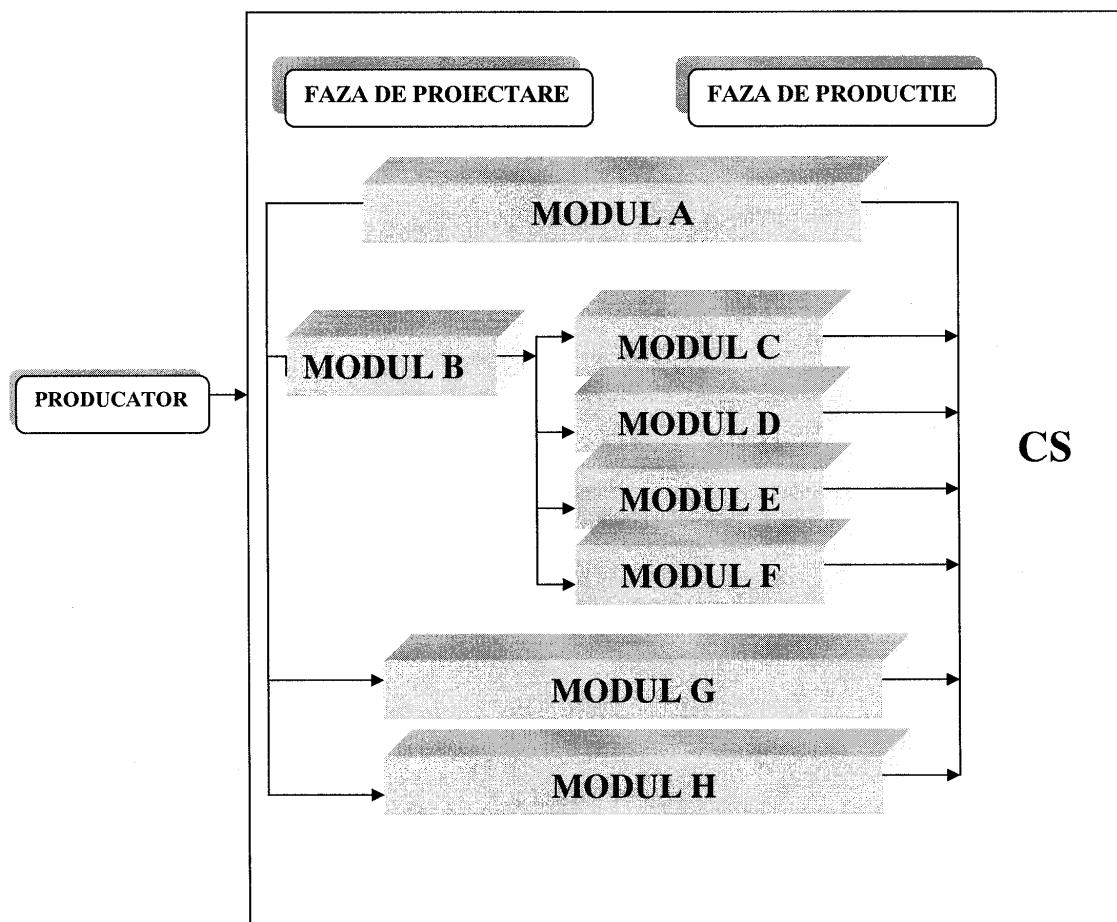 FAZA DE PROIECTARE
FAZA DE PRODUCTIE
MODUL A
MODUL B
MODUL C
PRODUCATOR
MODUL D
CS
MODUL E
MODUL F
MODUL G
MODUL H